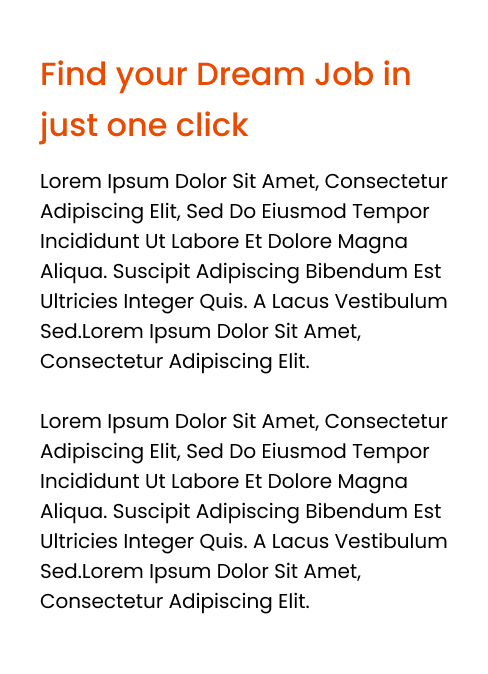 Find your Dream Job in
just one click
Lorem Ipsum Dolor Sit Amet, Consectetur
Adipiscing Elit, Sed Do Eiusmod Tempor
Incididunt Ut Labore Et Dolore Magna
Aliqua. Suscipit Adipiscing Bibendum Est
Ultricies Integer Quis. A Lacus Vestibulum
Sed.Lorem Ipsum Dolor Sit Amet,
Consectetur Adipiscing Elit.
Lorem Ipsum Dolor Sit Amet, Consectetur
Adipiscing Elit, Sed Do Eiusmod Tempor
Incididunt Ut Labore Et Dolore Magna
Aliqua. Suscipit Adipiscing Bibendum Est
Ultricies Integer Quis. A Lacus Vestibulum
Sed.Lorem Ipsum Dolor Sit Amet,
Consectetur Adipiscing Elit.